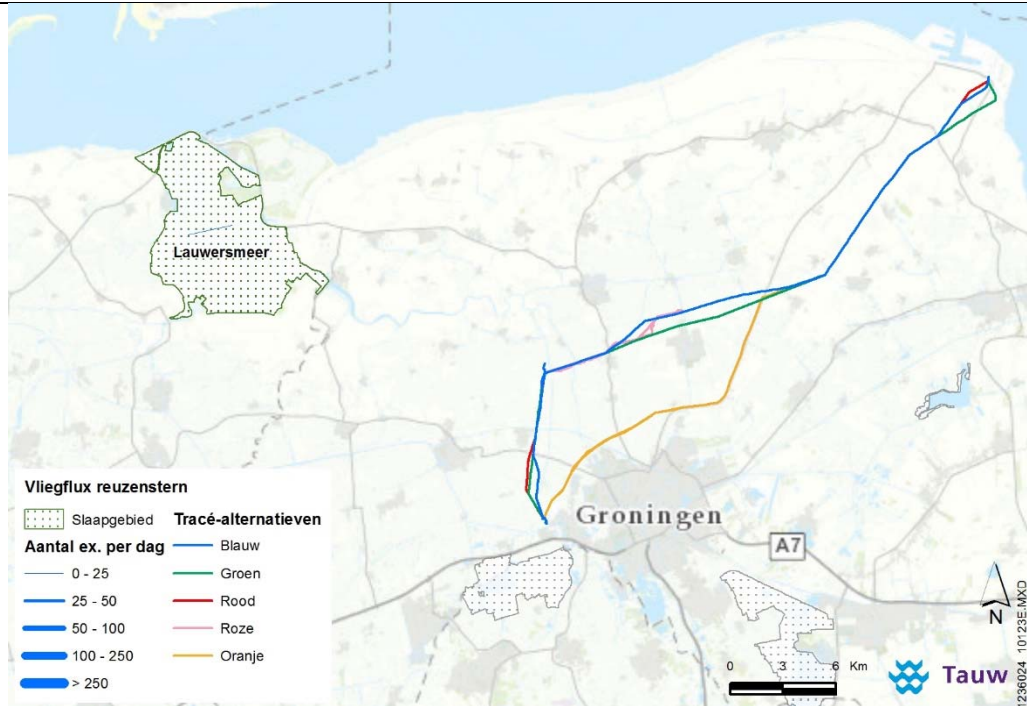 Lauwersmeer
Groningen
A7
Vliegflux reuzenstern
Slaapgebied
Aantal ex. per dag
0 - 25
25 - 50
50 - 100
100 - 250
> 250
Tracé-alternatieven
Blauw
Groen
Rood
Roze
Oranje
N
0 3 6 Km
Tauw
1236024 10123E.MXD